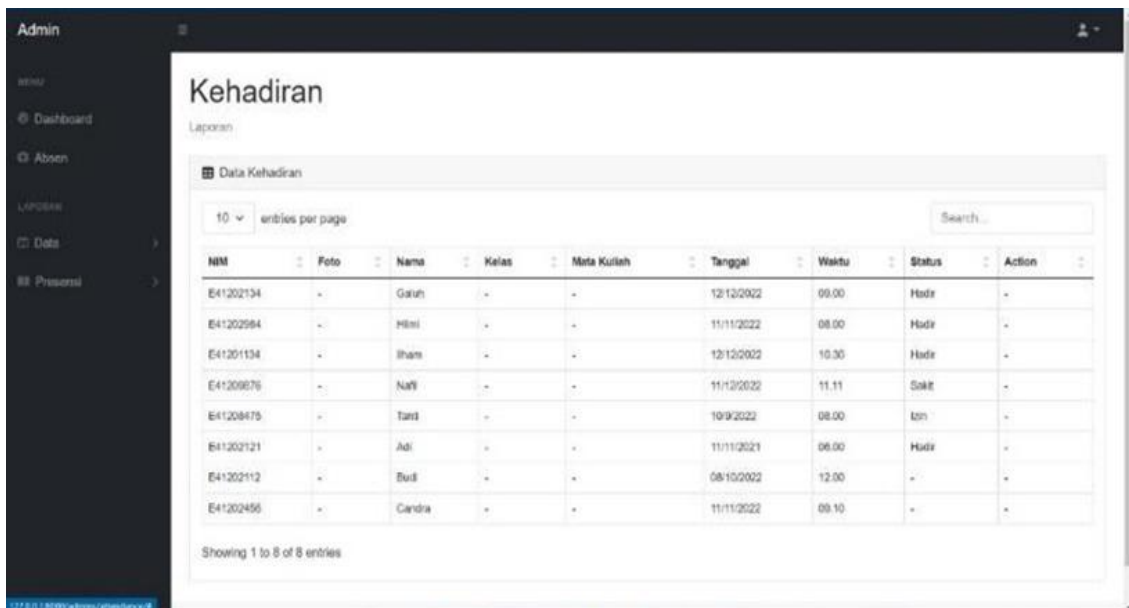 Admin
MENU
Dashboard
Absen
LAPORAN
Data
Presensi
Kehadiran
Laporan
Data Kehadiran
10 entries per page
Search...
NIM Foto Nama Kelas Mata Kuliah Tanggal Waktu Status Action
E41202134 - Galuh - - 12/12/2022 09.00 Hadir -
E41202984 - Hilmi - - 11/11/2022 08.00 Hadir -
E41201134 - Ilham - - 12/12/2022 10.30 Hadir -
E41209876 - Nafil - - 11/12/2022 11.11 Sakit -
E41208475 - - - 10/9/2022 08.00 Izin -
E41202121 - Adi - - 11/11/2021 08.00 Hadir -
E41202112 - Budi - - 08/10/2022 12.00 - -
E41202456 - Candra - - 11/11/2022 09.10 - -
Showing 1 to 8 of 8 entries